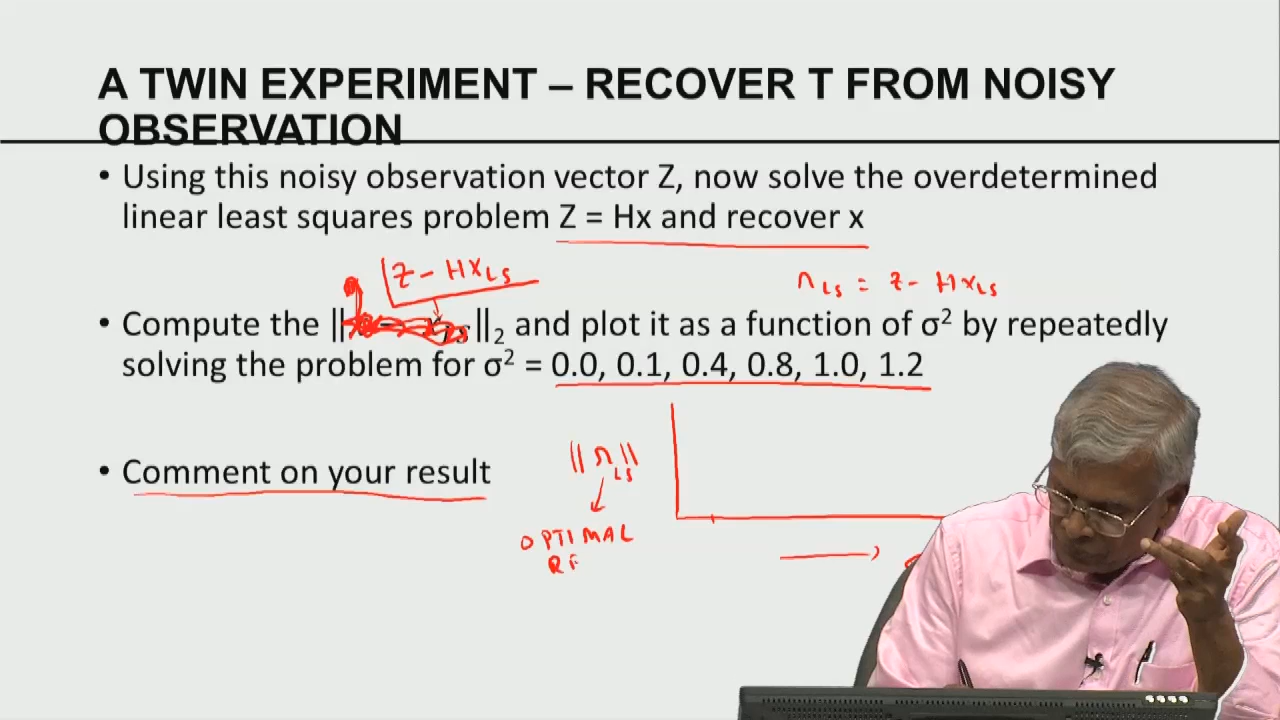 A TWIN EXPERIMENT – RECOVER T FROM NOISY
OBSERVATION
• Using this noisy observation vector Z, now solve the overdetermined
linear least squares problem Z = Hx and recover x
Z - HX_LS
r_LS = Z - HX_LS
• Compute the || ||₂ and plot it as a function of σ² by repeatedly
solving the problem for σ² = 0.0, 0.1, 0.4, 0.8, 1.0, 1.2
• Comment on your result
|| r_LS ||
OPTIMAL
RE